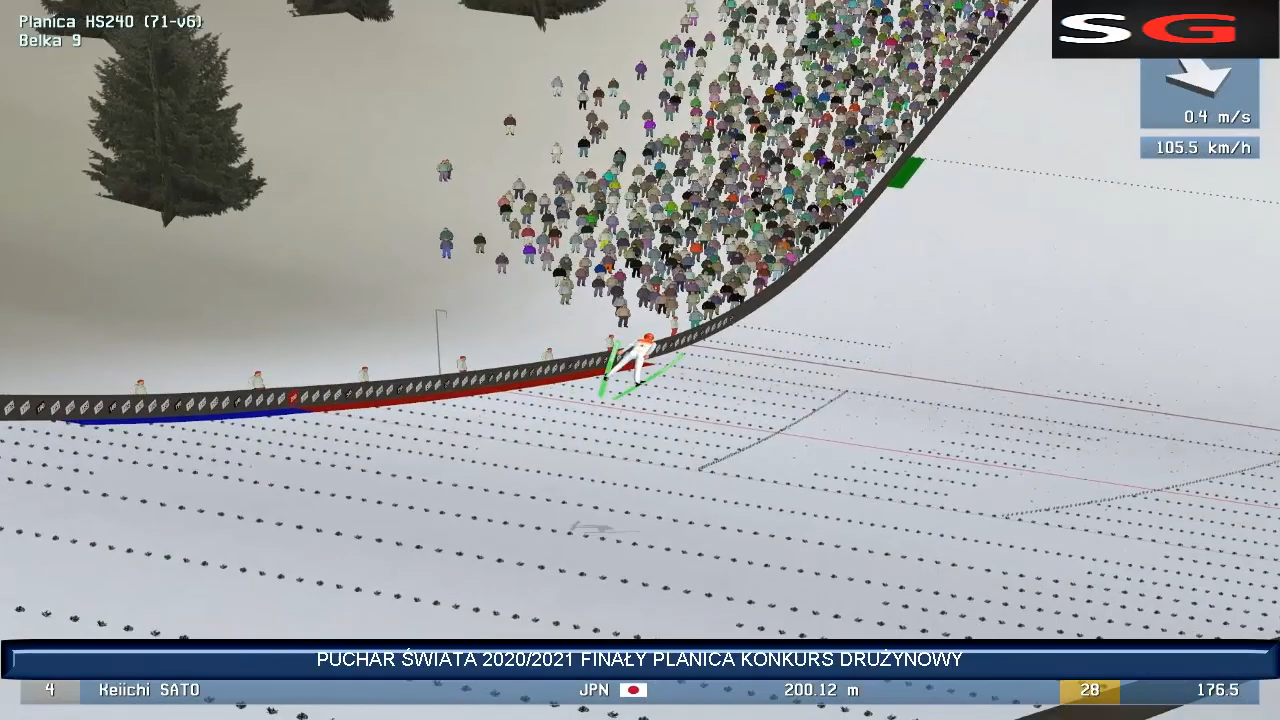 Planica HS240 (71-v6)
Belka 9
SG
0.4 m/s
105.5 km/h
PUCHAR ŚWIATA 2020/2021 FINAŁY PLANICA KONKURS DRUŻYNOWY
4 Keiichi SATO JPN 200.12 m 28 176.5